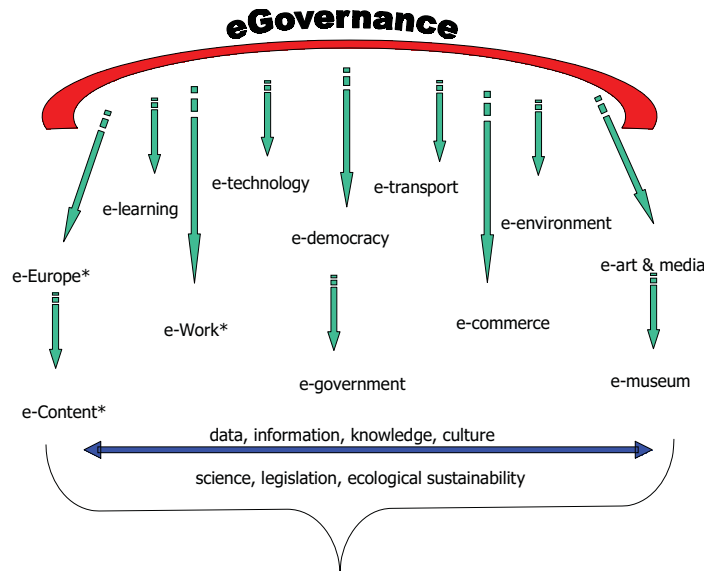 eGovernance
e-technology
e-transport
e-learning
e-environment
e-democracy
e-art & media
e-Europe*
e-Work*
e-commerce
e-government
e-museum
e-Content*
data, information, knowledge, culture
science, legislation, ecological sustainability